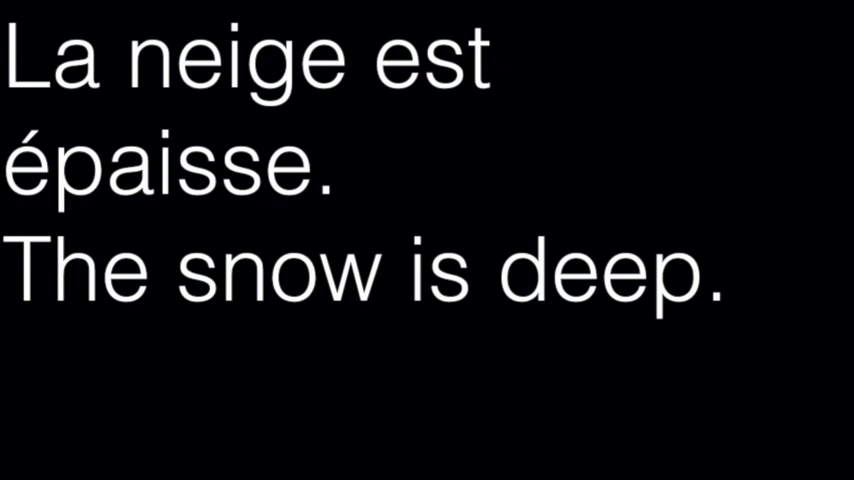 La neige est
épaisse.
The snow is deep.